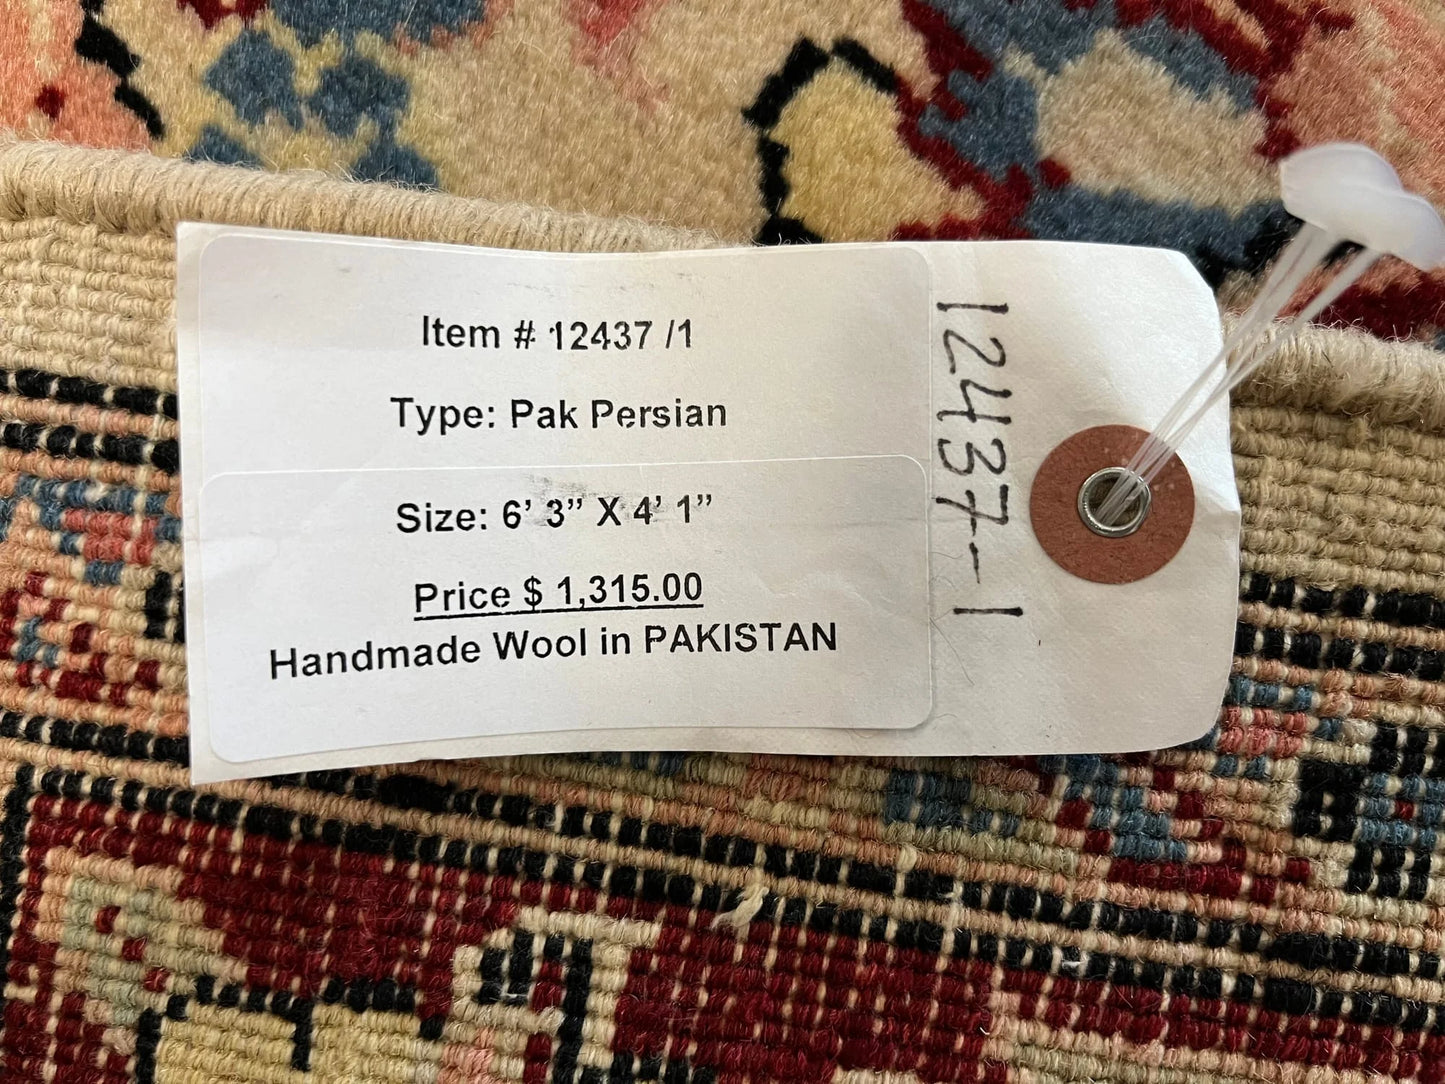 Item # 12437 /1
Type: Pak Persian
Size: 6’ 3” X 4’ 1”
Price $ 1,315.00
Handmade Wool in PAKISTAN
12437-1